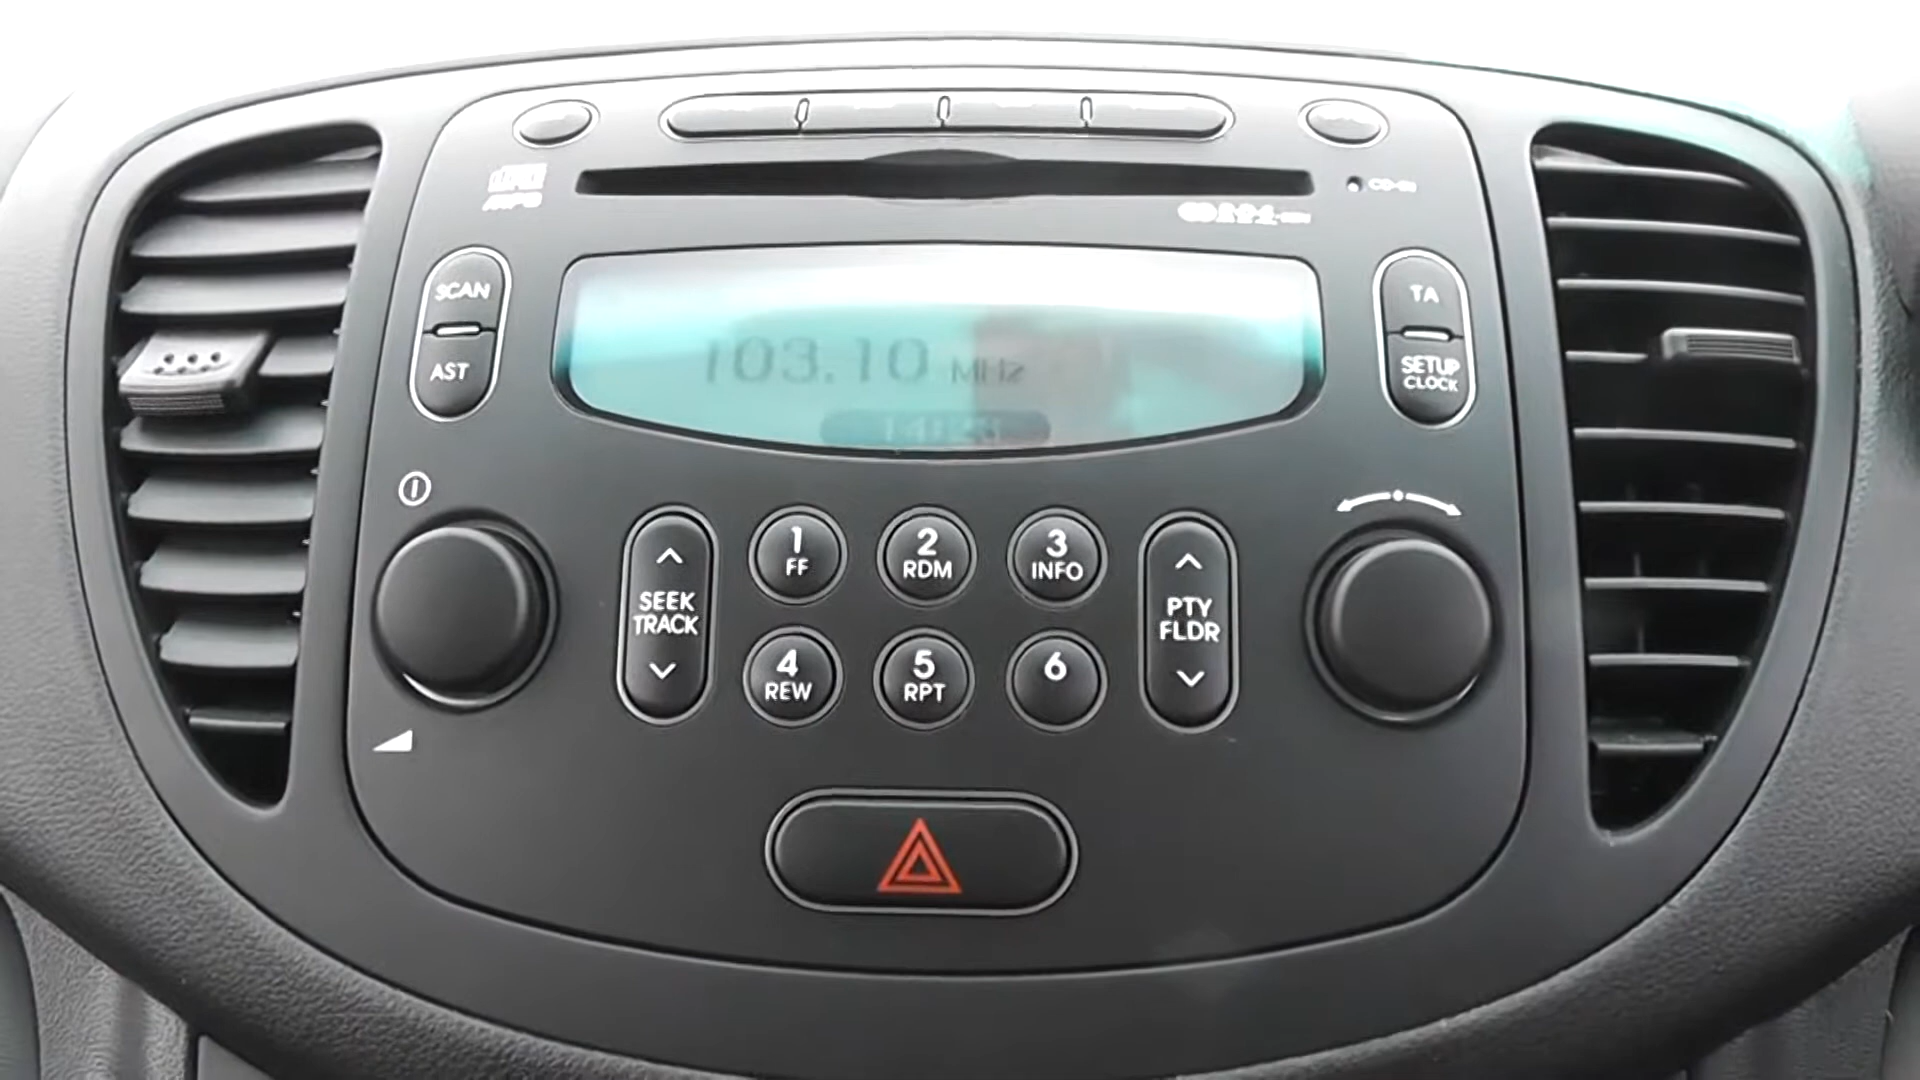 SCAN
AST
103.10 MHz
TA
SETUP
CLOCK
SEEK
TRACK
1
FF
2
RDM
3
INFO
4
REW
5
RPT
6
PTY
FLDR